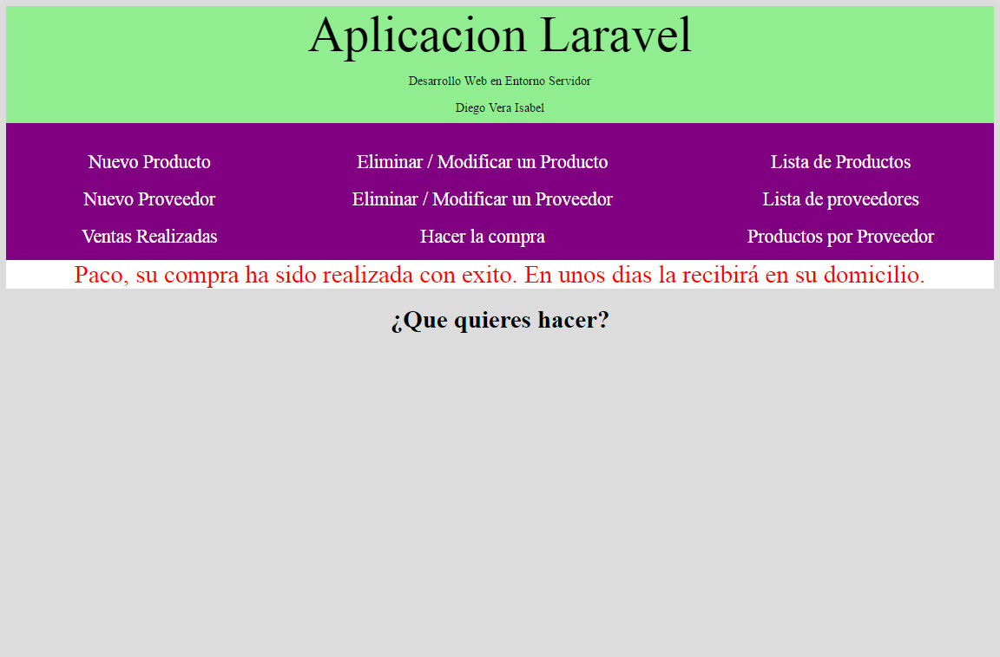 Aplicacion Laravel
Desarrollo Web en Entorno Servidor
Diego Vera Isabel
Nuevo Producto Eliminar / Modificar un Producto Lista de Productos
Nuevo Proveedor Eliminar / Modificar un Proveedor Lista de proveedores
Ventas Realizadas Hacer la compra Productos por Proveedor
Paco, su compra ha sido realizada con exito. En unos dias la recibirá en su domicilio.
¿Que quieres hacer?